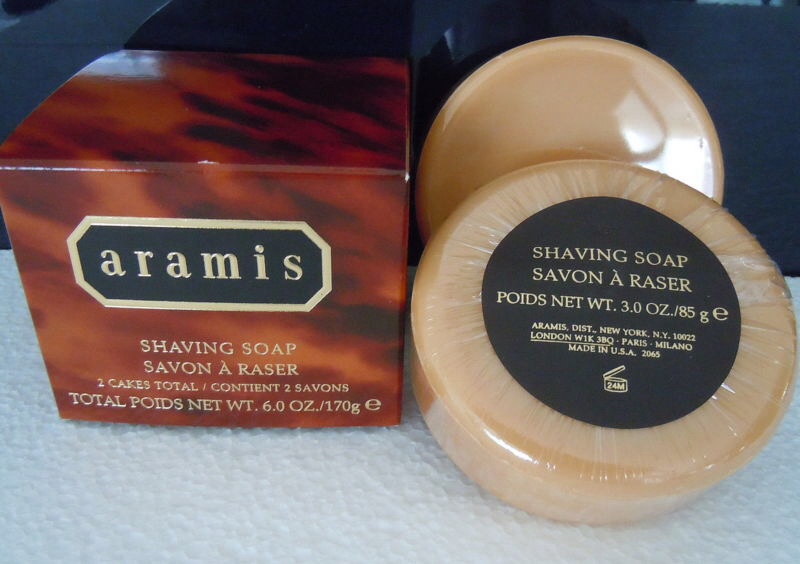 aramis
SHAVING SOAP
SAVON À RASER
2 CAKES TOTAL / CONTIENT 2 SAVONS
TOTAL POIDS NET WT. 6.0 OZ./170g ℮
SHAVING SOAP
SAVON À RASER
POIDS NET WT. 3.0 OZ./85 g ℮
ARAMIS, DIST., NEW YORK, N.Y. 10022
LONDON W1K 3BQ · PARIS · MILANO
MADE IN U.S.A. 2065
24M